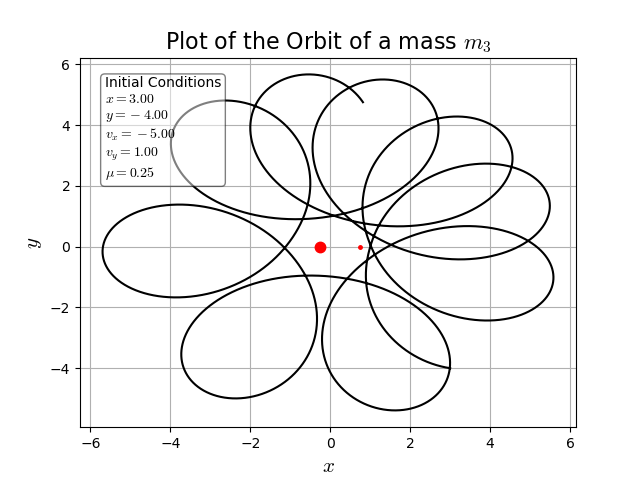 Plot of the Orbit of a mass m₃
6
4
2
0
−2
−4
y
Initial Conditions
x = 3.00
y = − 4.00
vₓ = − 5.00
v_y = 1.00
μ = 0.25
−6 −4 −2 0 2 4 6
x